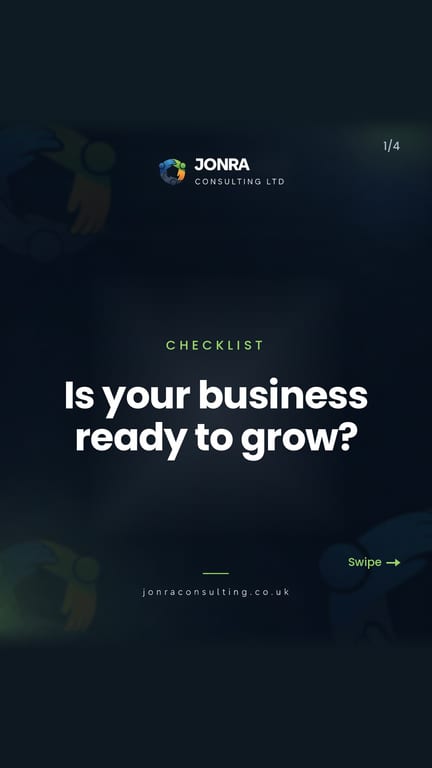 1/4
JONRA
CONSULTING LTD
CHECKLIST
Is your business
ready to grow?
Swipe →
jonraconsulting.co.uk